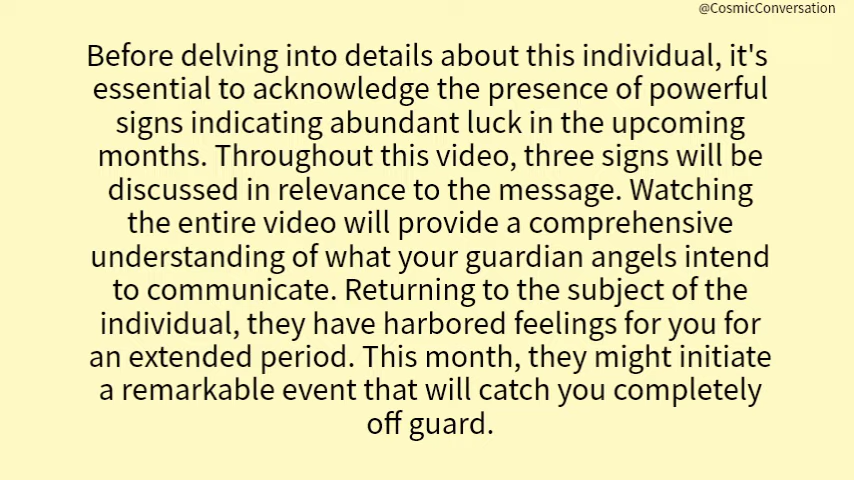 @CosmicConversation
Before delving into details about this individual, it's
essential to acknowledge the presence of powerful
signs indicating abundant luck in the upcoming
months. Throughout this video, three signs will be
discussed in relevance to the message. Watching
the entire video will provide a comprehensive
understanding of what your guardian angels intend
to communicate. Returning to the subject of the
individual, they have harbored feelings for you for
an extended period. This month, they might initiate
a remarkable event that will catch you completely
off guard.